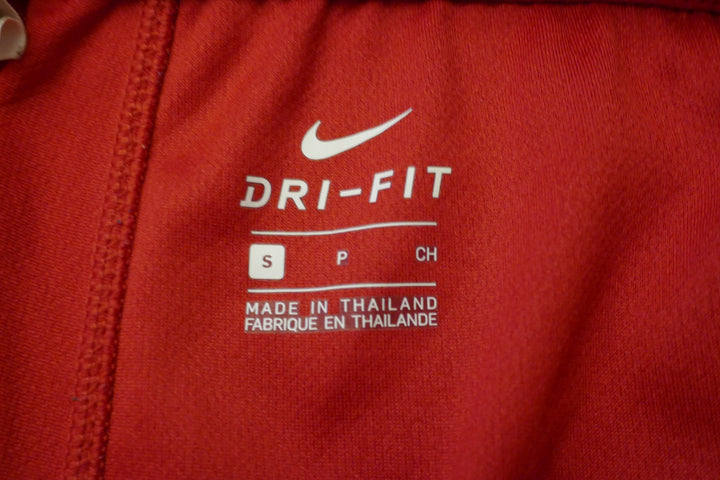 DRI-FIT
S P CH
MADE IN THAILAND
FABRIQUE EN THAILANDE